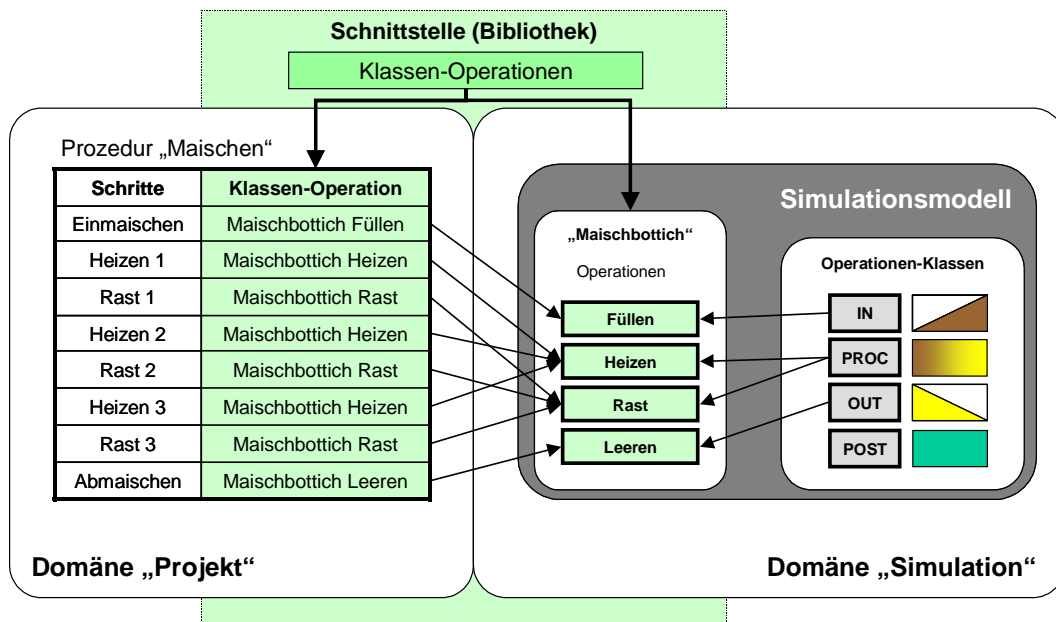 Schnittstelle (Bibliothek)
Klassen-Operationen
Prozedur „Maischen“
Schritte Klassen-Operation
Einmaischen Maischbottich Füllen
Heizen 1 Maischbottich Heizen
Rast 1 Maischbottich Rast
Heizen 2 Maischbottich Heizen
Rast 2 Maischbottich Rast
Heizen 3 Maischbottich Heizen
Rast 3 Maischbottich Rast
Abmaischen Maischbottich Leeren
Domäne „Projekt“
Simulationsmodell
„Maischbottich“
Operationen
Füllen
Heizen
Rast
Leeren
Operationen-Klassen
IN
PROC
OUT
POST
Domäne „Simulation“